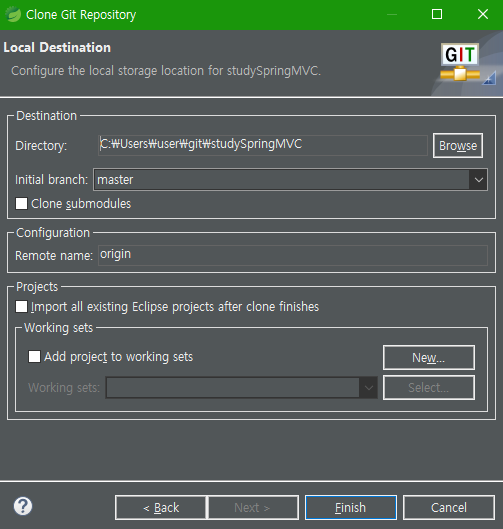 Clone Git Repository
Local Destination
Configure the local storage location for studySpringMVC.
GIT
Destination
Directory: C:₩Users₩user₩git₩studySpringMVC Browse
Initial branch: master
Clone submodules
Configuration
Remote name: origin
Projects
Import all existing Eclipse projects after clone finishes
Working sets
Add project to working sets New...
Working sets: Select...
? < Back Next > Finish Cancel